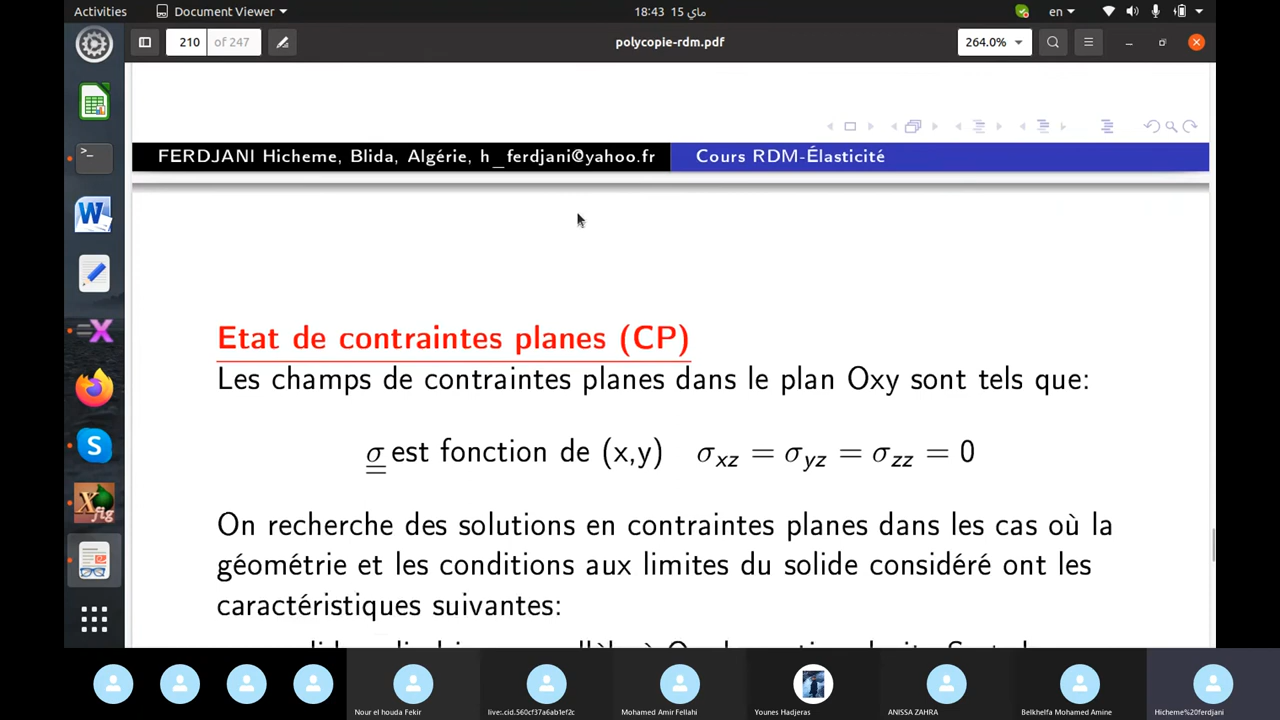 Activities Document Viewer 18:43 15 ماي en
210 of 247 polycopie-rdm.pdf 264.0%
FERDJANI Hicheme, Blida, Algérie, h_ferdjani@yahoo.fr Cours RDM-Élasticité
Etat de contraintes planes (CP)
Les champs de contraintes planes dans le plan Oxy sont tels que:
σ est fonction de (x,y) σxz = σyz = σzz = 0
On recherche des solutions en contraintes planes dans les cas où la
géométrie et les conditions aux limites du solide considéré ont les
caractéristiques suivantes:
Nour el houda Fekir live:.cid.560cf37a6ab1ef2c Mohamed Amir Fellahi Younes Hadjeras ANISSA ZAHRA Belkhelfa Mohamed Amine Hicheme%20ferdjani